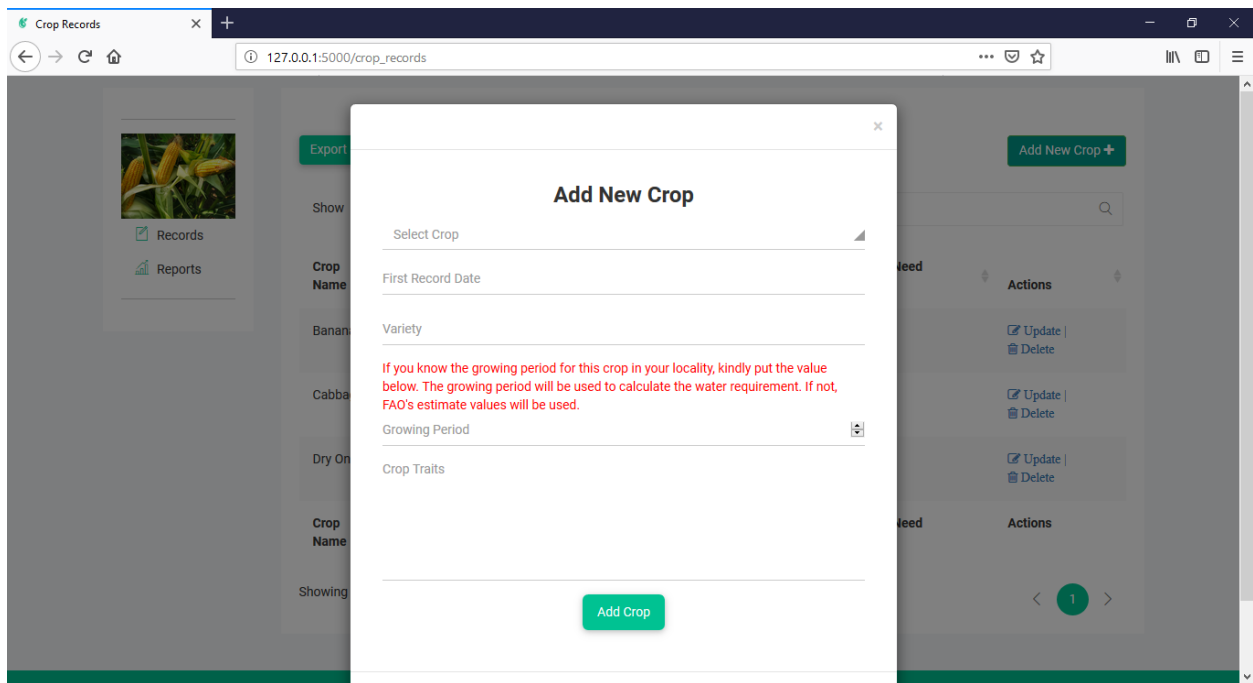 Crop Records
127.0.0.1:5000/crop_records
Export
Add New Crop
Show
Records
Reports
Add New Crop
Select Crop
First Record Date
Variety
If you know the growing period for this crop in your locality, kindly put the value
below. The growing period will be used to calculate the water requirement. If not,
FAO's estimate values will be used.
Growing Period
Crop Traits
Add Crop
Crop
Name
Need
Actions
Banan
Update |
Delete
Cabba
Update |
Delete
Dry On
Update |
Delete
Crop
Name
Need
Actions
Showing
1